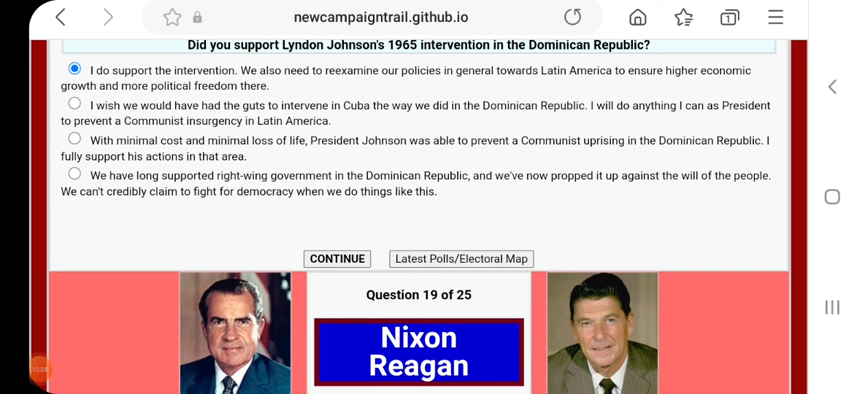 newcampaigntrail.github.io
1
Did you support Lyndon Johnson's 1965 intervention in the Dominican Republic?
I do support the intervention. We also need to reexamine our policies in general towards Latin America to ensure higher economic
growth and more political freedom there.
I wish we would have had the guts to intervene in Cuba the way we did in the Dominican Republic. I will do anything I can as President
to prevent a Communist insurgency in Latin America.
With minimal cost and minimal loss of life, President Johnson was able to prevent a Communist uprising in the Dominican Republic. I
fully support his actions in that area.
We have long supported right-wing government in the Dominican Republic, and we've now propped it up against the will of the people.
We can't credibly claim to fight for democracy when we do things like this.
CONTINUE Latest Polls/Electoral Map
Question 19 of 25
Nixon
Reagan